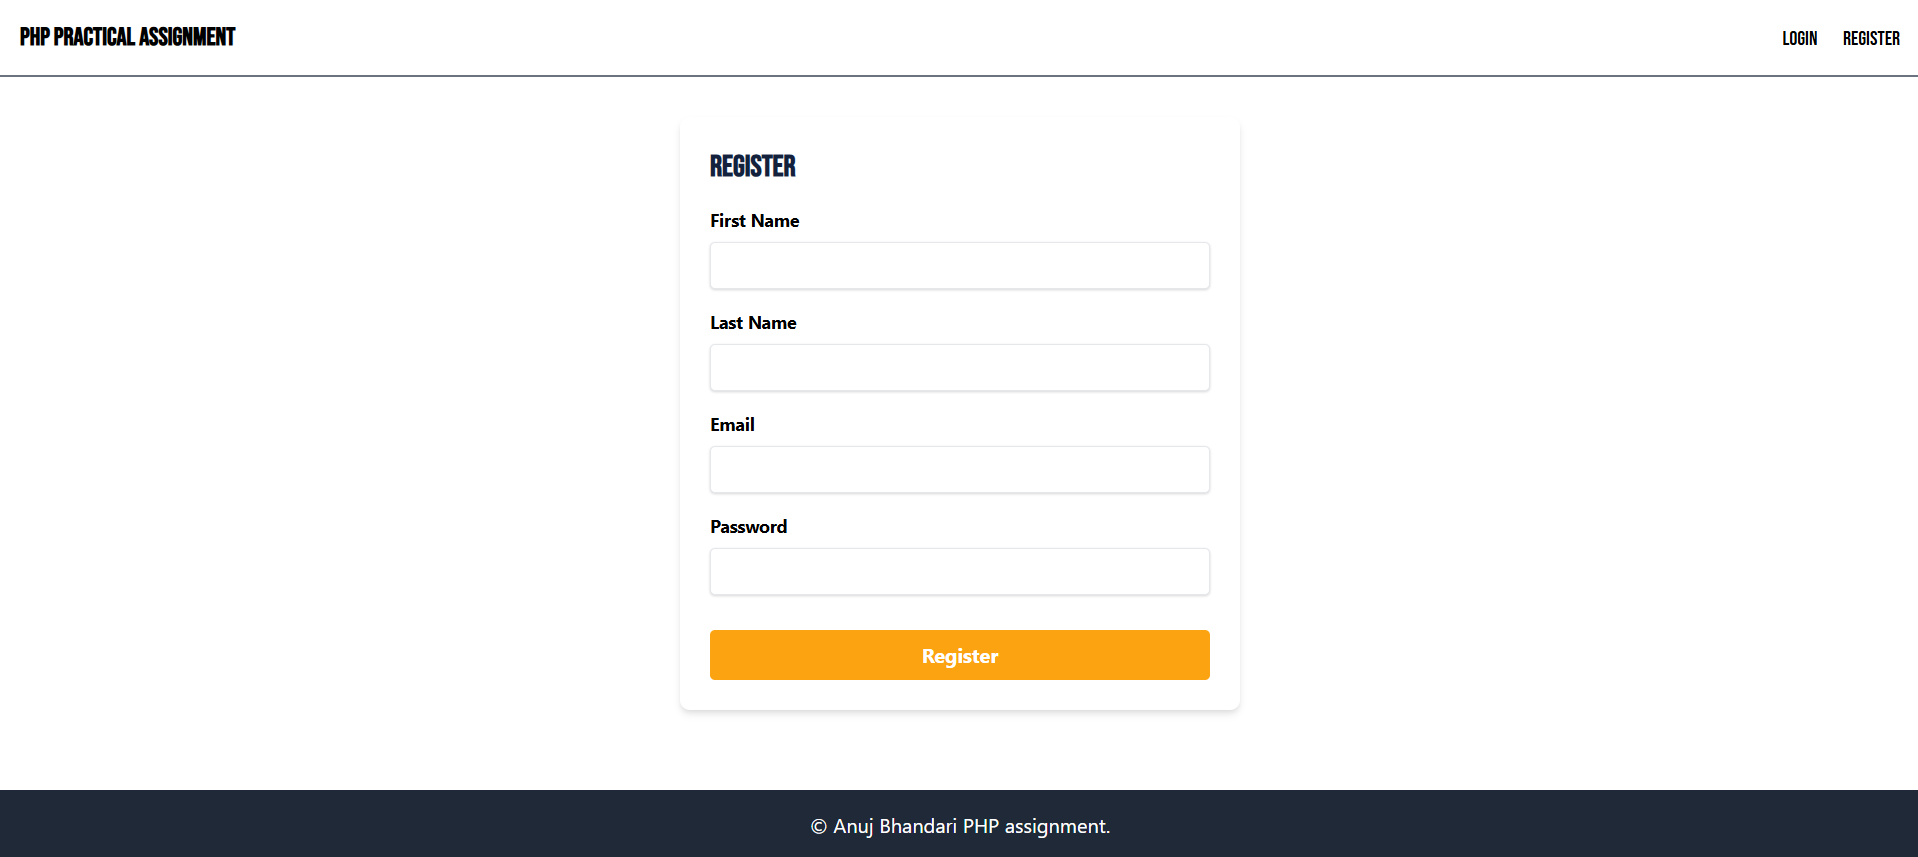 PHP PRACTICAL ASSIGNMENT
LOGIN REGISTER
REGISTER
First Name
Last Name
Email
Password
Register
© Anuj Bhandari PHP assignment.